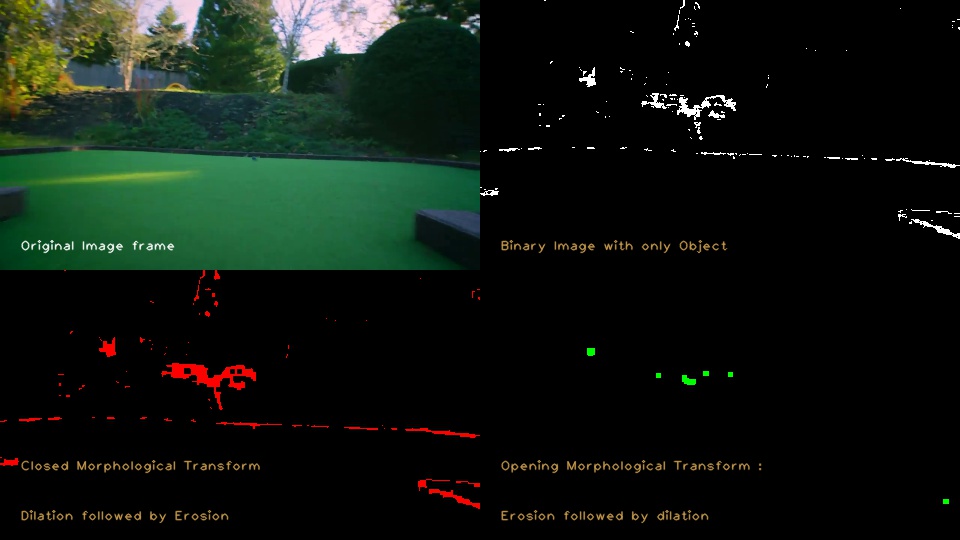 Original Image frame
Binary Image with only Object
Closed Morphological Transform
Dilation followed by Erosion
Opening Morphological Transform :
Erosion followed by dilation